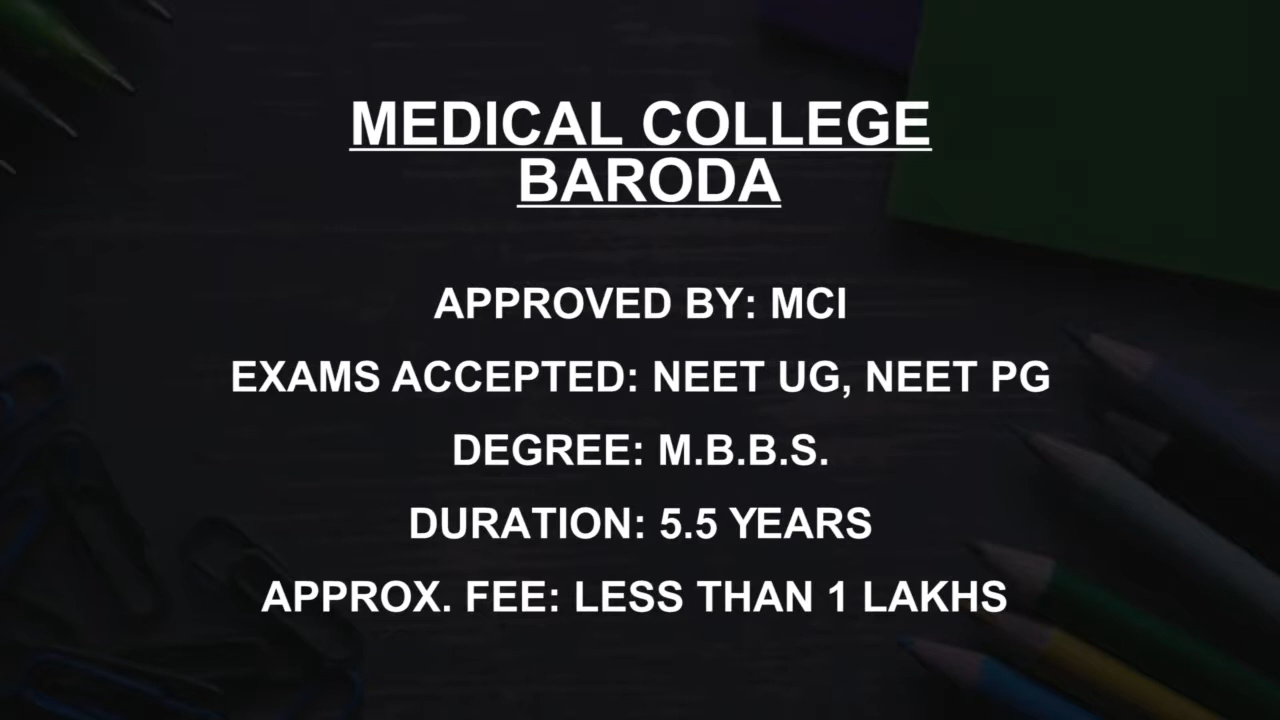 MEDICAL COLLEGE
BARODA
APPROVED BY: MCI
EXAMS ACCEPTED: NEET UG, NEET PG
DEGREE: M.B.B.S.
DURATION: 5.5 YEARS
APPROX. FEE: LESS THAN 1 LAKHS